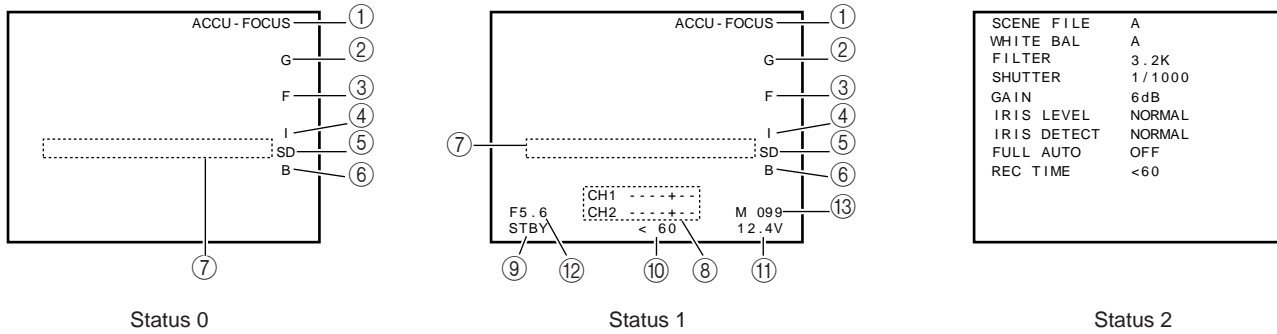 ACCU-FOCUS ①
G ②
F ③
I ④
SD ⑤
B ⑥
⑦
Status 0
ACCU-FOCUS ①
G ②
F ③
I ④
⑦ SD ⑤
B ⑥
CH1 ----+--
F5.6 CH2 ----+-- M 099 ⑬
STBY < 60 12.4V
⑨ ⑫ ⑩ ⑧ ⑪
Status 1
SCENE FILE A
WHITE BAL A
FILTER 3.2K
SHUTTER 1/1000
GAIN 6dB
IRIS LEVEL NORMAL
IRIS DETECT NORMAL
FULL AUTO OFF
REC TIME <60
Status 2